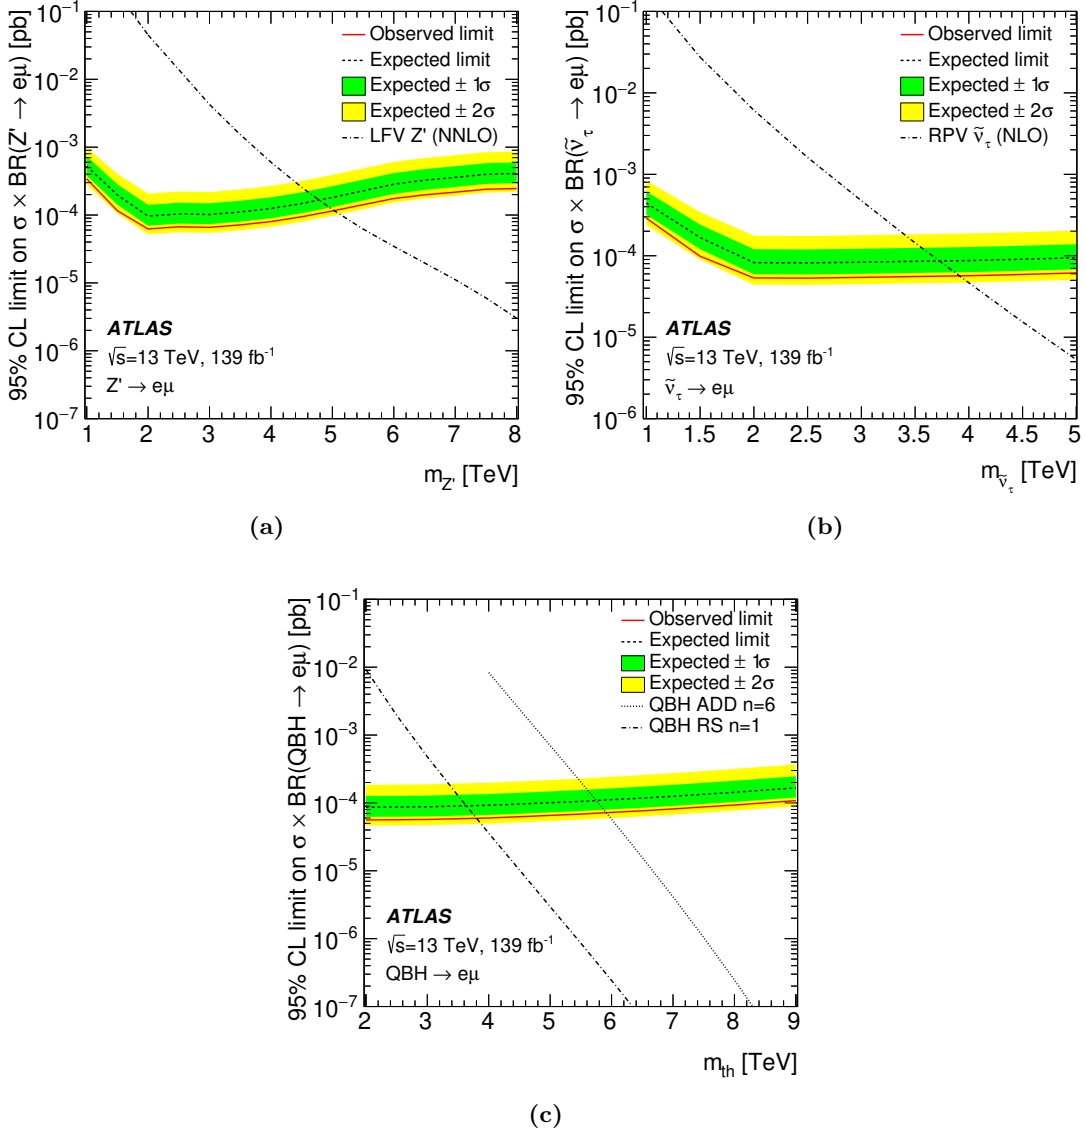 95% CL limit on σ × BR(Z' → eμ) [pb]
10⁻¹
10⁻²
10⁻³
10⁻⁴
10⁻⁵
10⁻⁶
10⁻⁷
Observed limit
Expected limit
Expected ± 1σ
Expected ± 2σ
LFV Z' (NNLO)
ATLAS
√s=13 TeV, 139 fb⁻¹
Z' → eμ
1 2 3 4 5 6 7 8
m_Z' [TeV]
(a)
95% CL limit on σ × BR(ν̃_τ → eμ) [pb]
10⁻¹
10⁻²
10⁻³
10⁻⁴
10⁻⁵
10⁻⁶
Observed limit
Expected limit
Expected ± 1σ
Expected ± 2σ
RPV ν̃_τ (NLO)
ATLAS
√s=13 TeV, 139 fb⁻¹
ν̃_τ → eμ
1 1.5 2 2.5 3 3.5 4 4.5 5
m_ν̃_τ [TeV]
(b)
95% CL limit on σ × BR(QBH → eμ) [pb]
10⁻¹
10⁻²
10⁻³
10⁻⁴
10⁻⁵
10⁻⁶
10⁻⁷
Observed limit
Expected limit
Expected ± 1σ
Expected ± 2σ
QBH ADD n=6
QBH RS n=1
ATLAS
√s=13 TeV, 139 fb⁻¹
QBH → eμ
2 3 4 5 6 7 8 9
m_th [TeV]
(c)